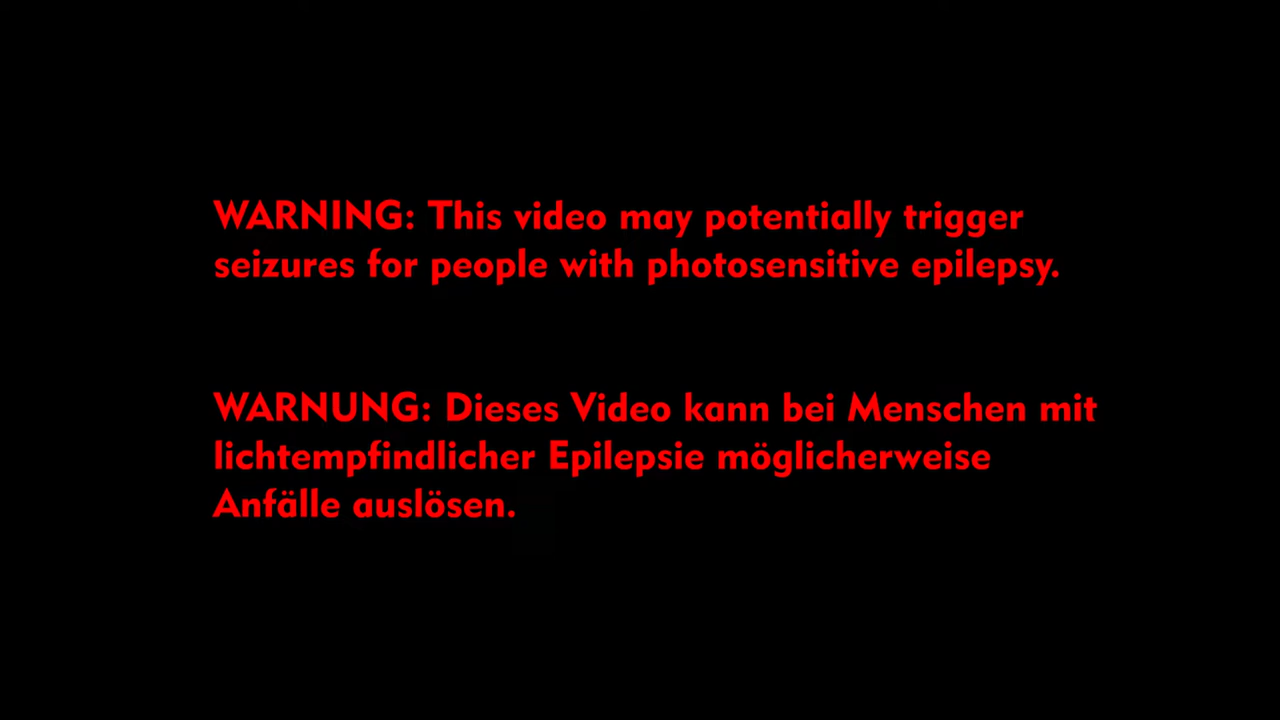 WARNING: This video may potentially trigger
seizures for people with photosensitive epilepsy.
WARNUNG: Dieses Video kann bei Menschen mit
lichtempfindlicher Epilepsie möglicherweise
Anfälle auslösen.